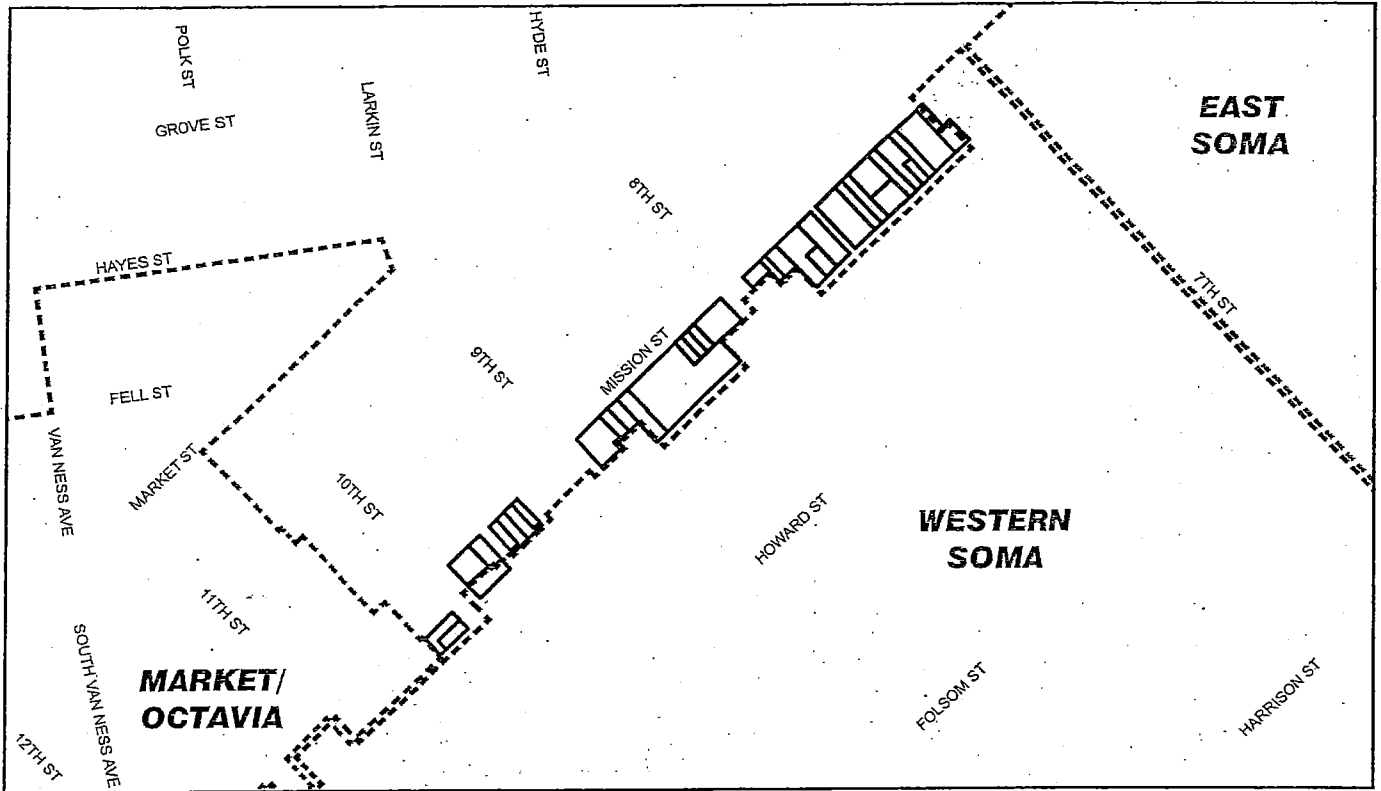 POLK ST
HYDE ST
LARKIN ST
GROVE ST
EAST
SOMA
8TH ST
HAYES ST
7TH ST
9TH ST
MISSION ST
FELL ST
VAN NESS AVE
MARKET ST
10TH ST
HOWARD ST
WESTERN
SOMA
11TH ST
SOUTH VAN NESS AVE
MARKET/
OCTAVIA
FOLSOM ST
HARRISON ST
12TH ST